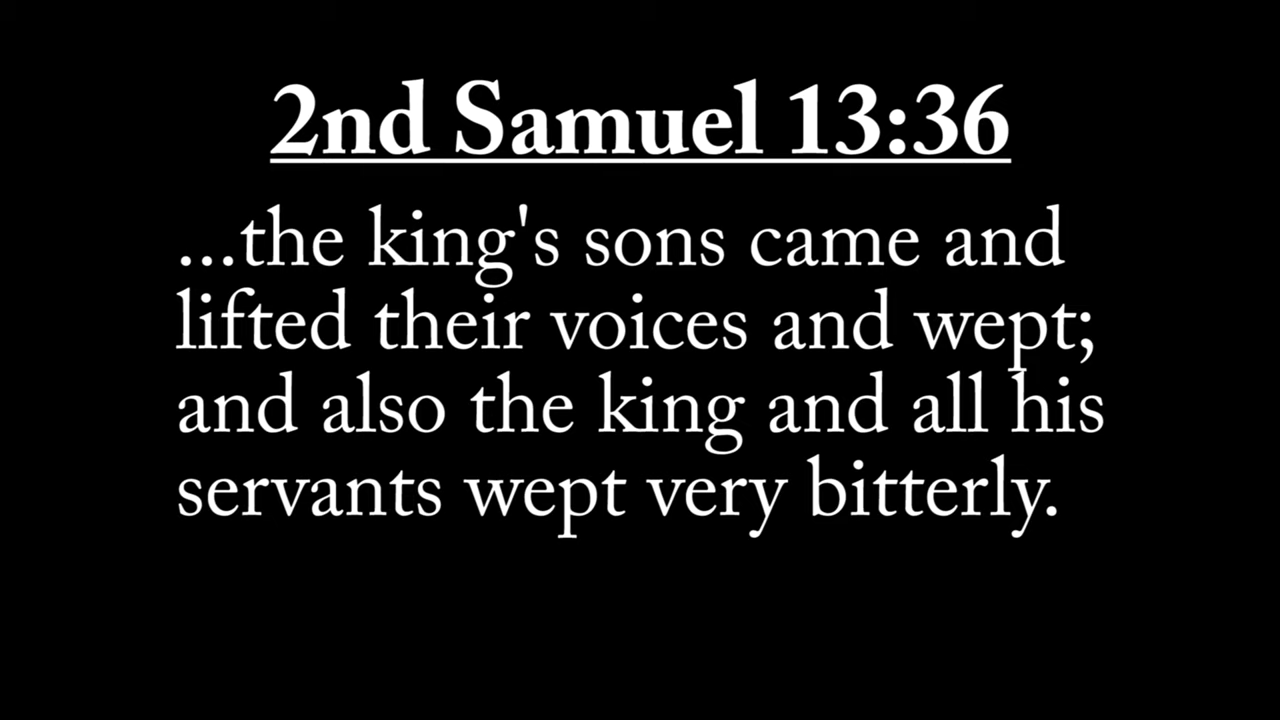 2nd Samuel 13:36
...the king's sons came and
lifted their voices and wept;
and also the king and all his
servants wept very bitterly.